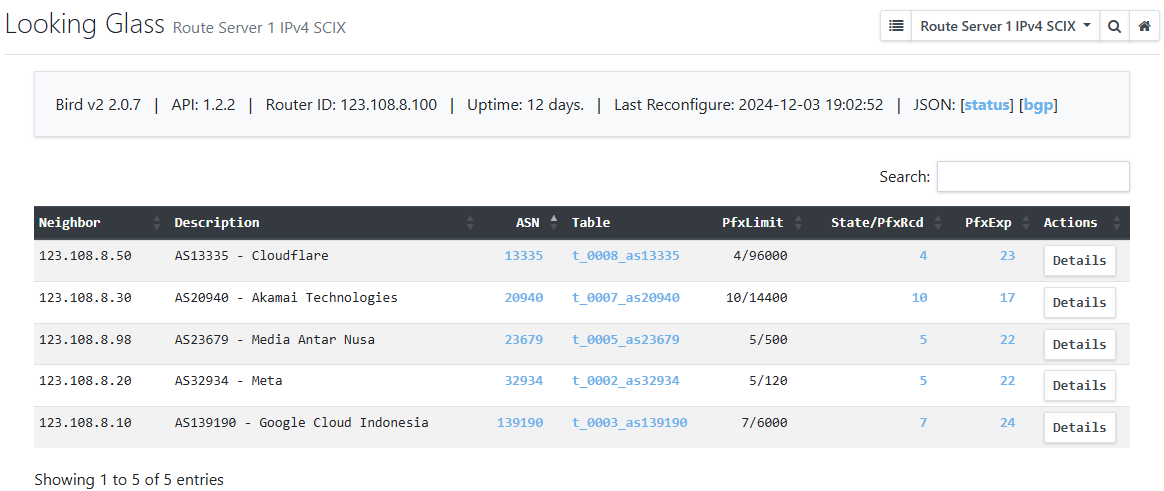 Looking Glass Route Server 1 IPv4 SCIX
Route Server 1 IPv4 SCIX
Bird v2 2.0.7 | API: 1.2.2 | Router ID: 123.108.8.100 | Uptime: 12 days. | Last Reconfigure: 2024-12-03 19:02:52 | JSON: [status] [bgp]
Search:
Neighbor Description ASN Table PfxLimit State/PfxRcd PfxExp Actions
123.108.8.50 AS13335 - Cloudflare 13335 t_0008_as13335 4/96000 4 23 Details
123.108.8.30 AS20940 - Akamai Technologies 20940 t_0007_as20940 10/14400 10 17 Details
123.108.8.98 AS23679 - Media Antar Nusa 23679 t_0005_as23679 5/500 5 22 Details
123.108.8.20 AS32934 - Meta 32934 t_0002_as32934 5/120 5 22 Details
123.108.8.10 AS139190 - Google Cloud Indonesia 139190 t_0003_as139190 7/6000 7 24 Details
Showing 1 to 5 of 5 entries